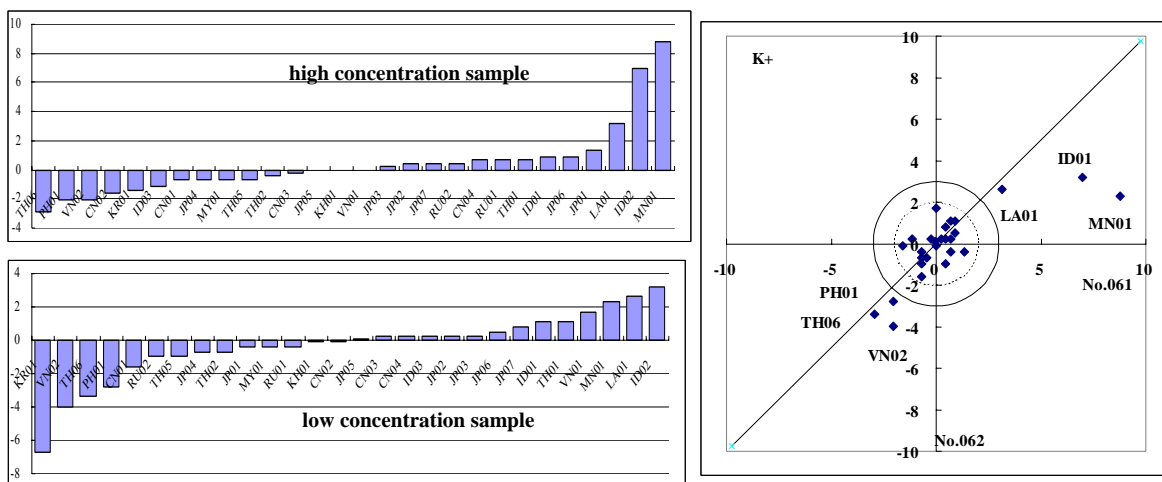 10
8
6
4
2
0
-2
-4
high concentration sample
TH06 PH01 VN02 CN02 KR01 ID03 CN01 JP04 MY01 TH05 TH02 CN03 JP05 KH01 VN01 JP03 JP02 JP07 RU02 CN04 RU01 TH01 ID01 JP06 JP01 LA01 ID02 MN01
4
2
0
-2
-4
-6
-8
KR01 VN02 TH06 PH01 CN01 RU02 TH05 JP04 TH02 JP01 MY01 RU01 KH01 CN02 JP05 CN03 CN04 ID03 JP02 JP03 JP06 JP07 ID01 TH01 VN01 MN01 LA01 ID02
low concentration sample
K+
10
8
6
4
2
0
-2
-4
-6
-8
-10
-10 -5 0 5 10
ID01
LA01
MN01
No.061
PH01
TH06
VN02
No.062